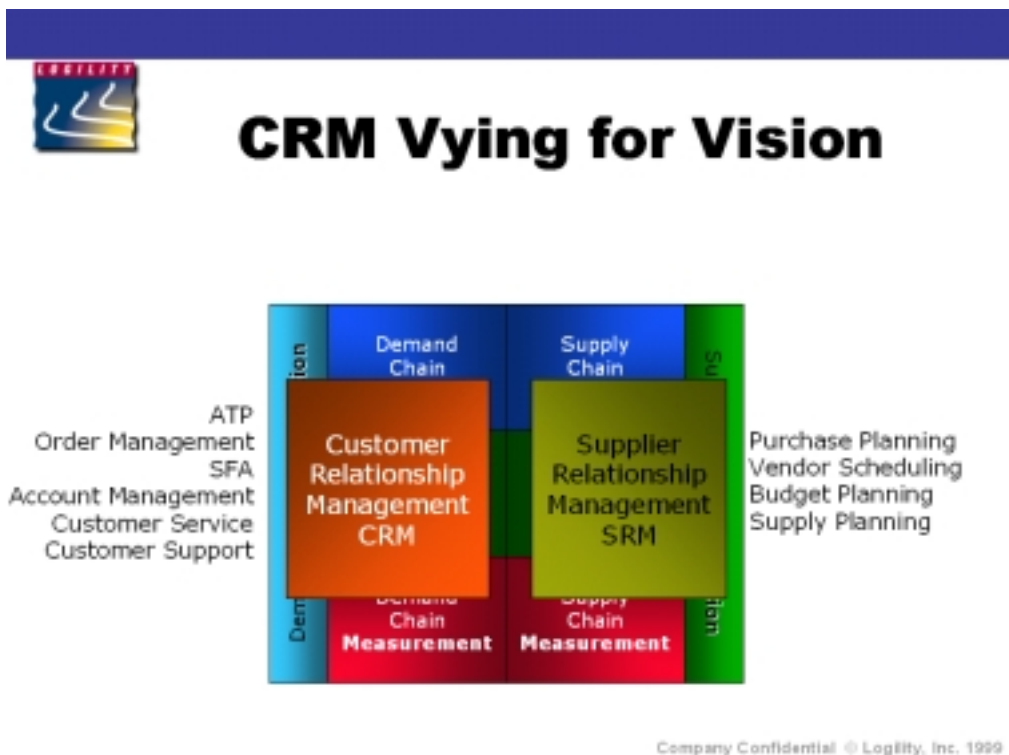 LOGILITY
CRM Vying for Vision
Demand
Chain
Supply
Chain
ATP
Order Management
SFA
Account Management
Customer Service
Customer Support
Customer
Relationship
Management
CRM
Supplier
Relationship
Management
SRM
Purchase Planning
Vendor Scheduling
Budget Planning
Supply Planning
Demand
Chain
Measurement
Supply
Chain
Measurement
Company Confidential © Logility, Inc. 1999